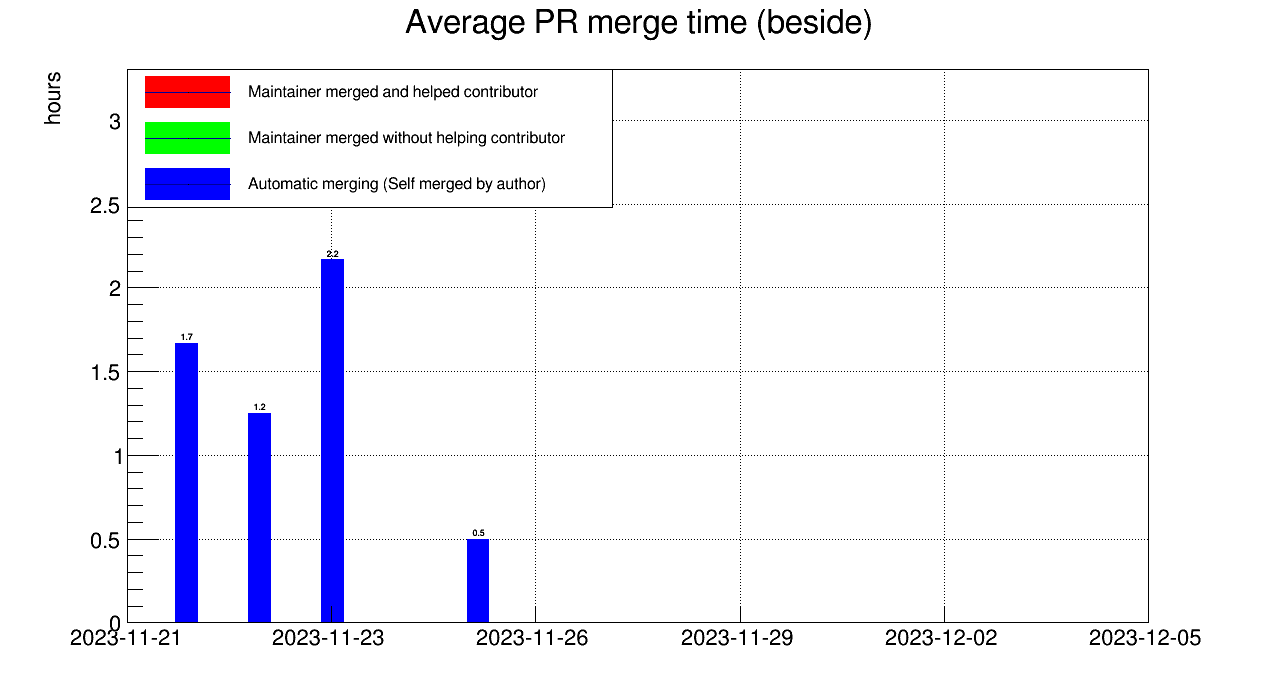 Average PR merge time (beside)
hours
Maintainer merged and helped contributor
Maintainer merged without helping contributor
Automatic merging (Self merged by author)
3
2.5
2
1.5
1
0.5
0
2.2
1.7
1.2
0.5
2023-11-21 2023-11-23 2023-11-26 2023-11-29 2023-12-02 2023-12-05